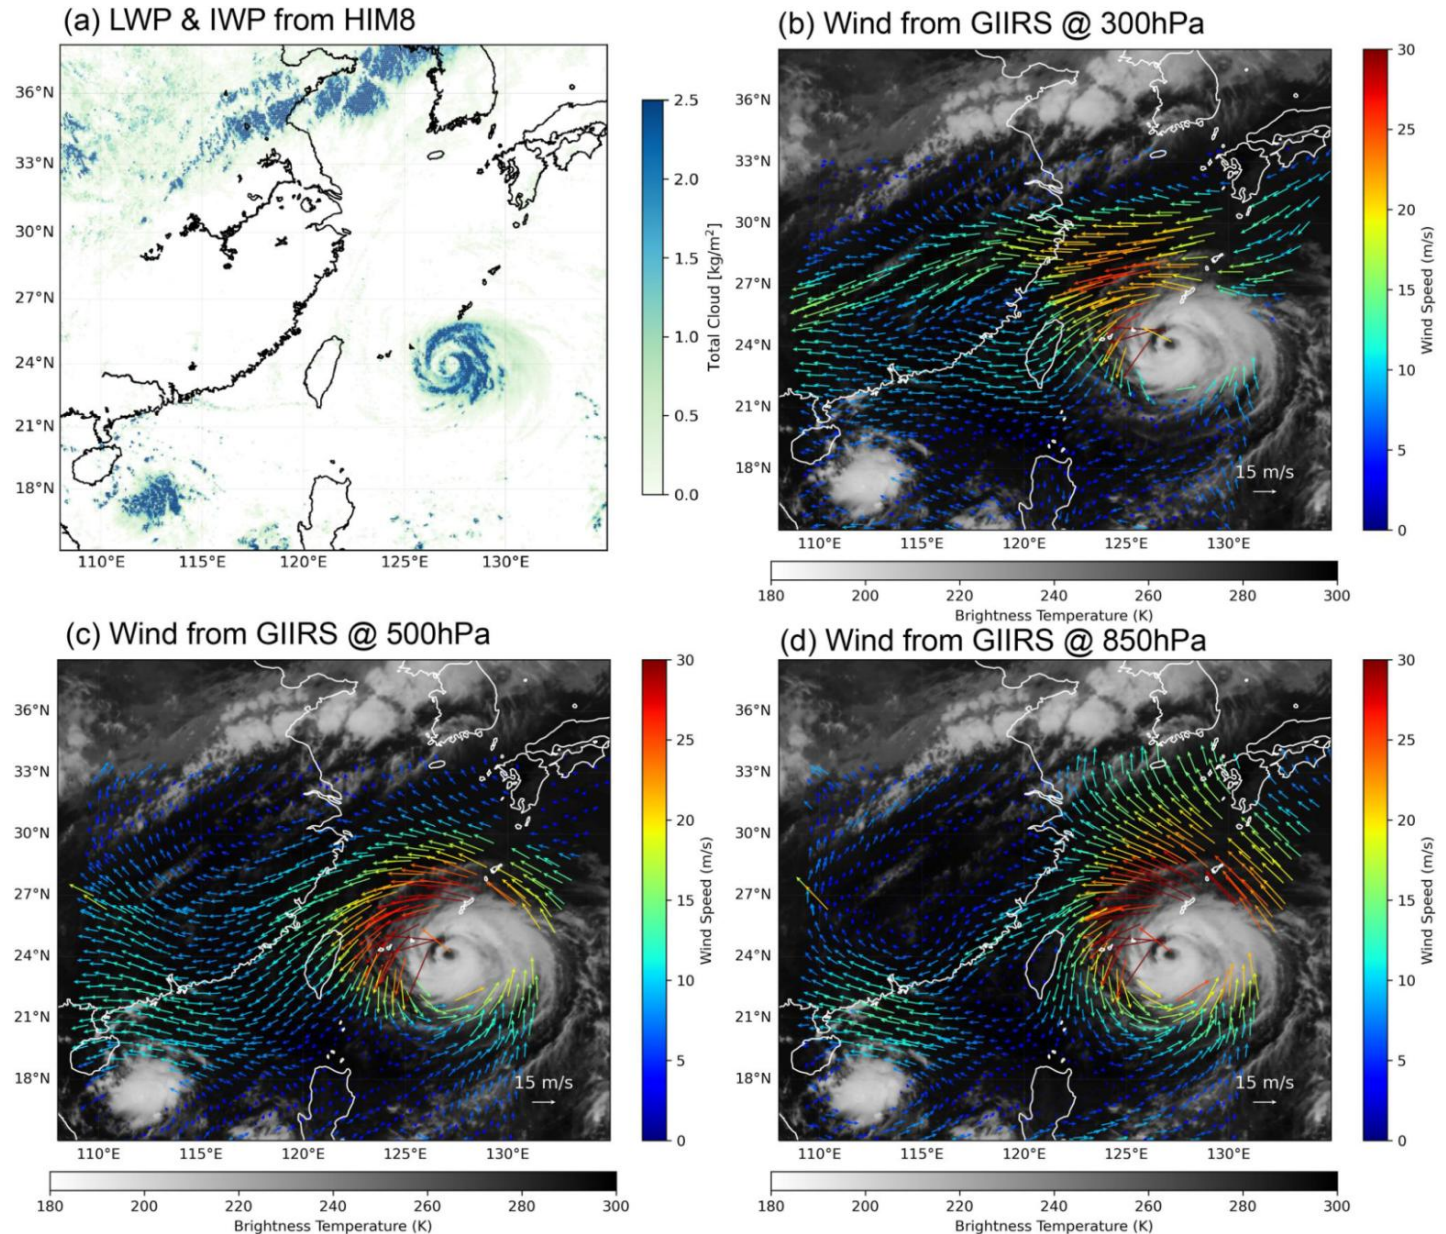 (a) LWP & IWP from HIM8
36°N
33°N
30°N
27°N
24°N
21°N
18°N
110°E 115°E 120°E 125°E 130°E
2.5
2.0
1.5
1.0
0.5
0.0
Total Cloud [kg/m²]
(b) Wind from GIIRS @ 300hPa
36°N
33°N
30°N
27°N
24°N
21°N
18°N
15 m/s
110°E 115°E 120°E 125°E 130°E
30
25
20
15
10
5
0
Wind Speed (m/s)
180 200 220 240 260 280 300
Brightness Temperature (K)
(c) Wind from GIIRS @ 500hPa
36°N
33°N
30°N
27°N
24°N
21°N
18°N
15 m/s
110°E 115°E 120°E 125°E 130°E
30
25
20
15
10
5
0
Wind Speed (m/s)
180 200 220 240 260 280 300
Brightness Temperature (K)
(d) Wind from GIIRS @ 850hPa
36°N
33°N
30°N
27°N
24°N
21°N
18°N
15 m/s
110°E 115°E 120°E 125°E 130°E
30
25
20
15
10
5
0
Wind Speed (m/s)
180 200 220 240 260 280 300
Brightness Temperature (K)